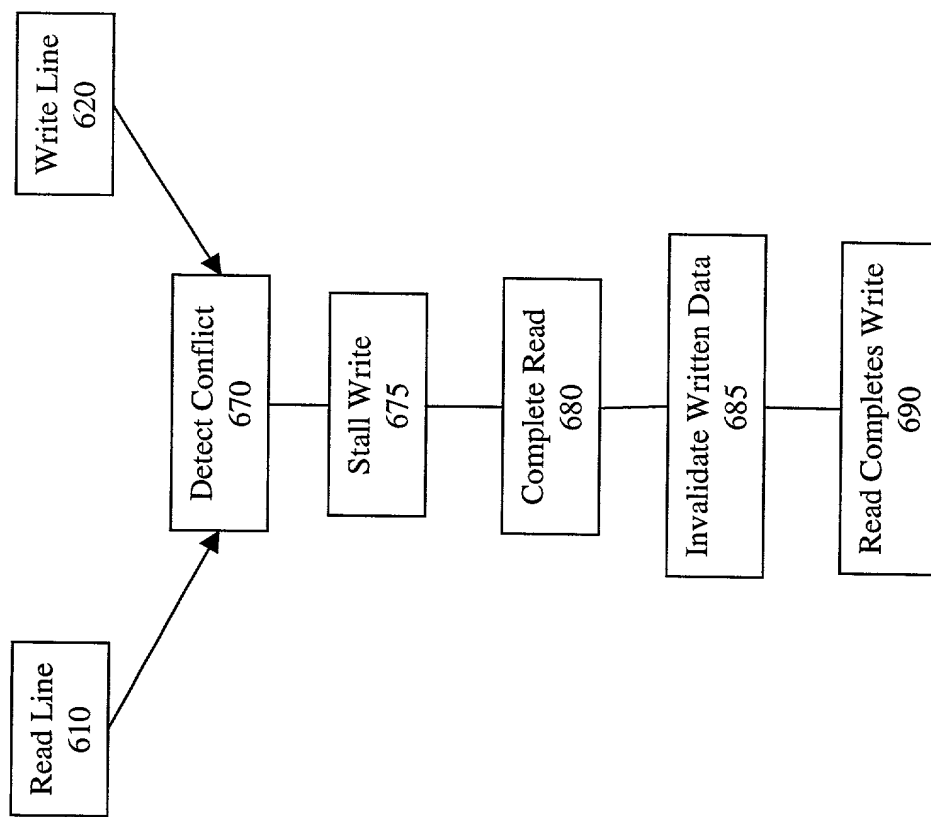 Read Line
610
Write Line
620
Detect Conflict
670
Stall Write
675
Complete Read
680
Invalidate Written Data
685
Read Completes Write
690